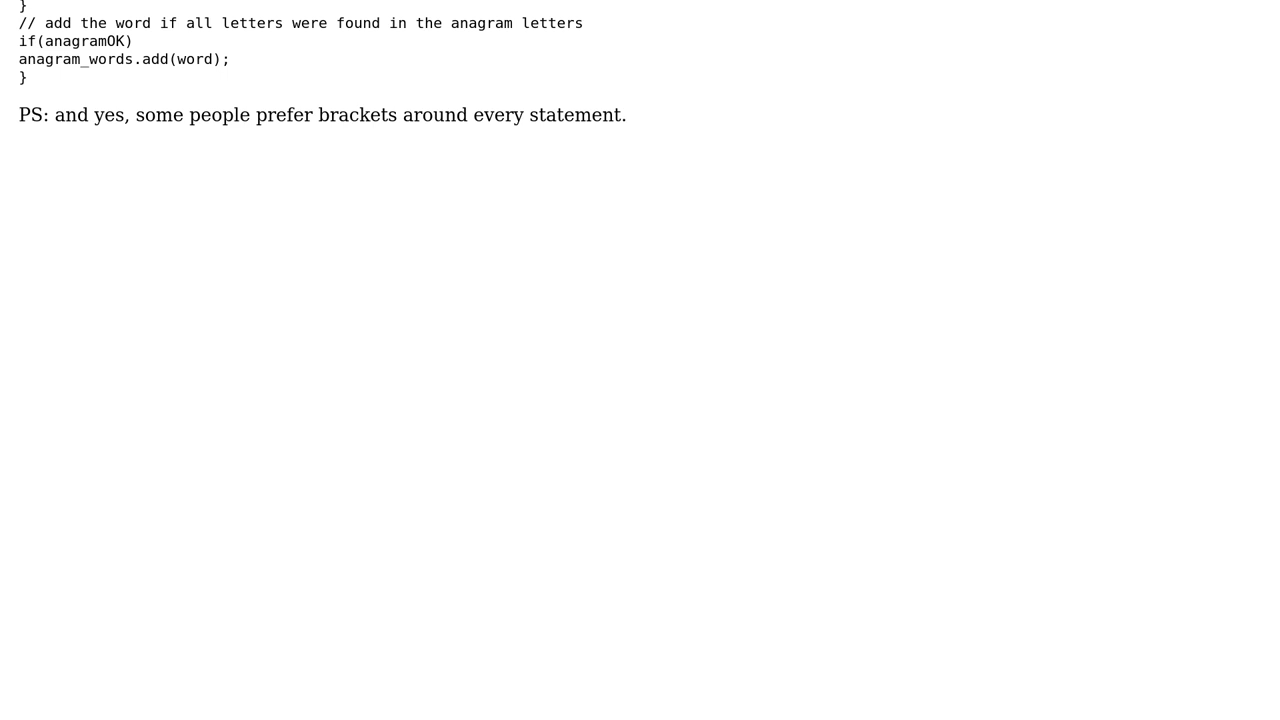 }
// add the word if all letters were found in the anagram letters
if(anagramOK)
anagram_words.add(word);
}
PS: and yes, some people prefer brackets around every statement.